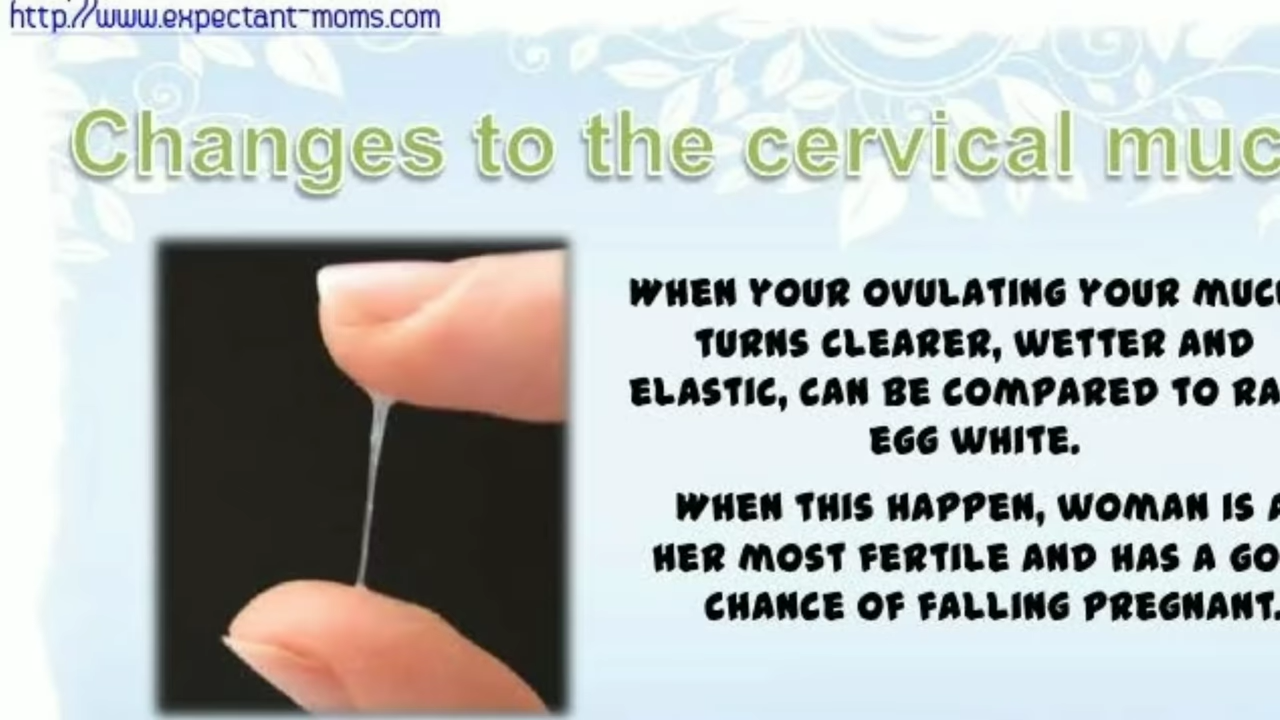 http://www.expectant-moms.com
Changes to the cervical muc
WHEN YOUR OVULATING YOUR MUC
TURNS CLEARER, WETTER AND
ELASTIC, CAN BE COMPARED TO RA
EGG WHITE.
WHEN THIS HAPPEN, WOMAN IS A
HER MOST FERTILE AND HAS A GO
CHANCE OF FALLING PREGNANT.